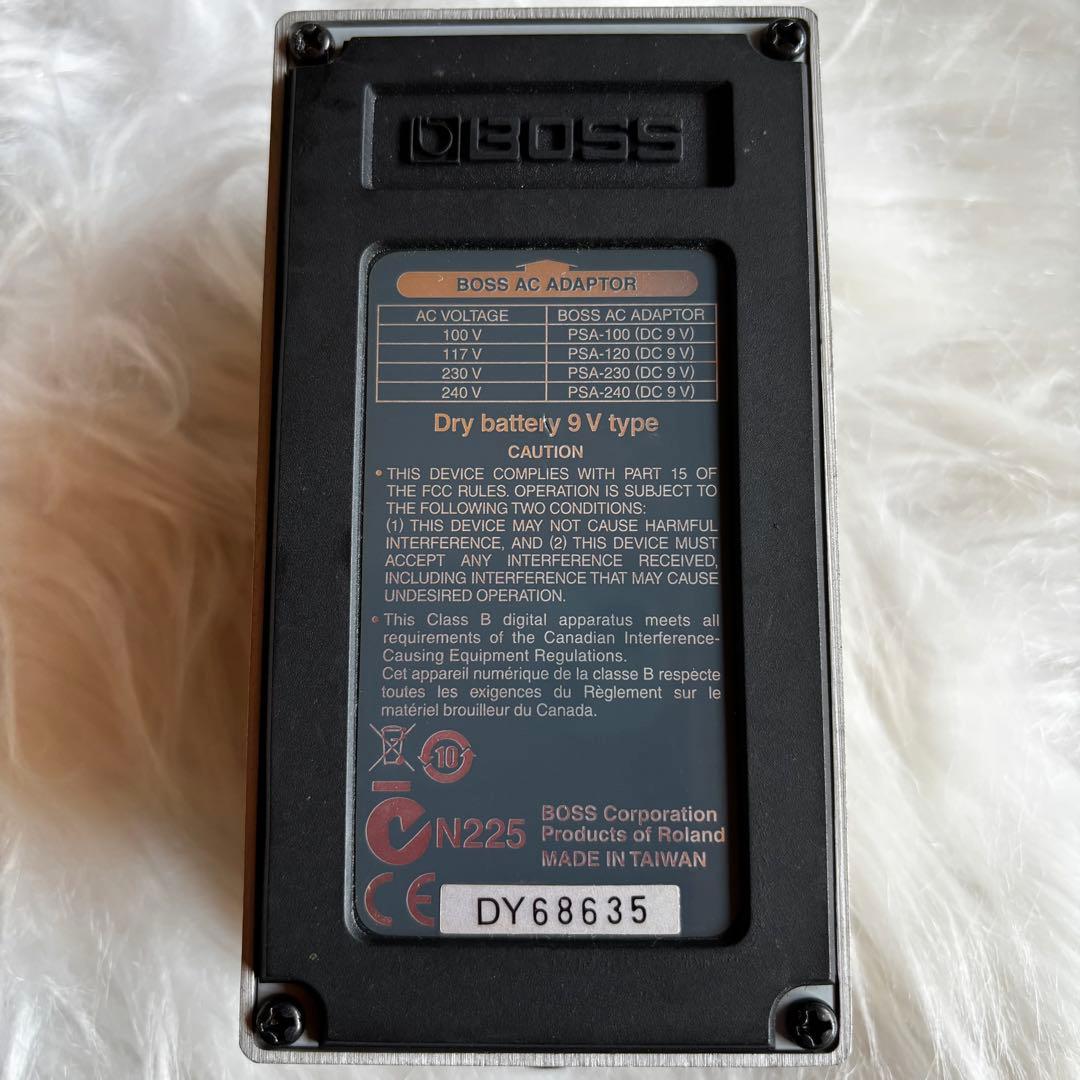 BOSS
BOSS AC ADAPTOR
AC VOLTAGE BOSS AC ADAPTOR
100 V PSA-100 (DC 9 V)
117 V PSA-120 (DC 9 V)
230 V PSA-230 (DC 9 V)
240 V PSA-240 (DC 9 V)
Dry battery 9 V type
CAUTION
• THIS DEVICE COMPLIES WITH PART 15 OF
THE FCC RULES. OPERATION IS SUBJECT TO
THE FOLLOWING TWO CONDITIONS:
(1) THIS DEVICE MAY NOT CAUSE HARMFUL
INTERFERENCE, AND (2) THIS DEVICE MUST
ACCEPT ANY INTERFERENCE RECEIVED,
INCLUDING INTERFERENCE THAT MAY CAUSE
UNDESIRED OPERATION.
• This Class B digital apparatus meets all
requirements of the Canadian Interference-
Causing Equipment Regulations.
Cet appareil numérique de la classe B respecte
toutes les exigences du Règlement sur le
matériel brouilleur du Canada.
10
N225
BOSS Corporation
Products of Roland
MADE IN TAIWAN
CE
DY68635